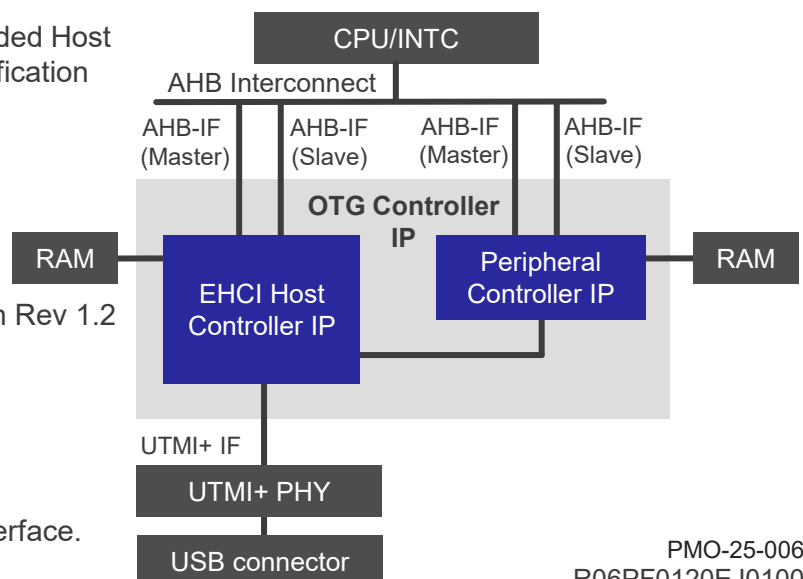 ded Host
fication
CPU/INTC
AHB Interconnect
AHB-IF
(Master)
AHB-IF
(Slave)
AHB-IF
(Master)
AHB-IF
(Slave)
OTG Controller
IP
RAM
EHCI Host
Controller IP
Peripheral
Controller IP
RAM
n Rev 1.2
UTMI+ IF
UTMI+ PHY
erface.
USB connector
PMO-25-006
R06PF0120EJ0100